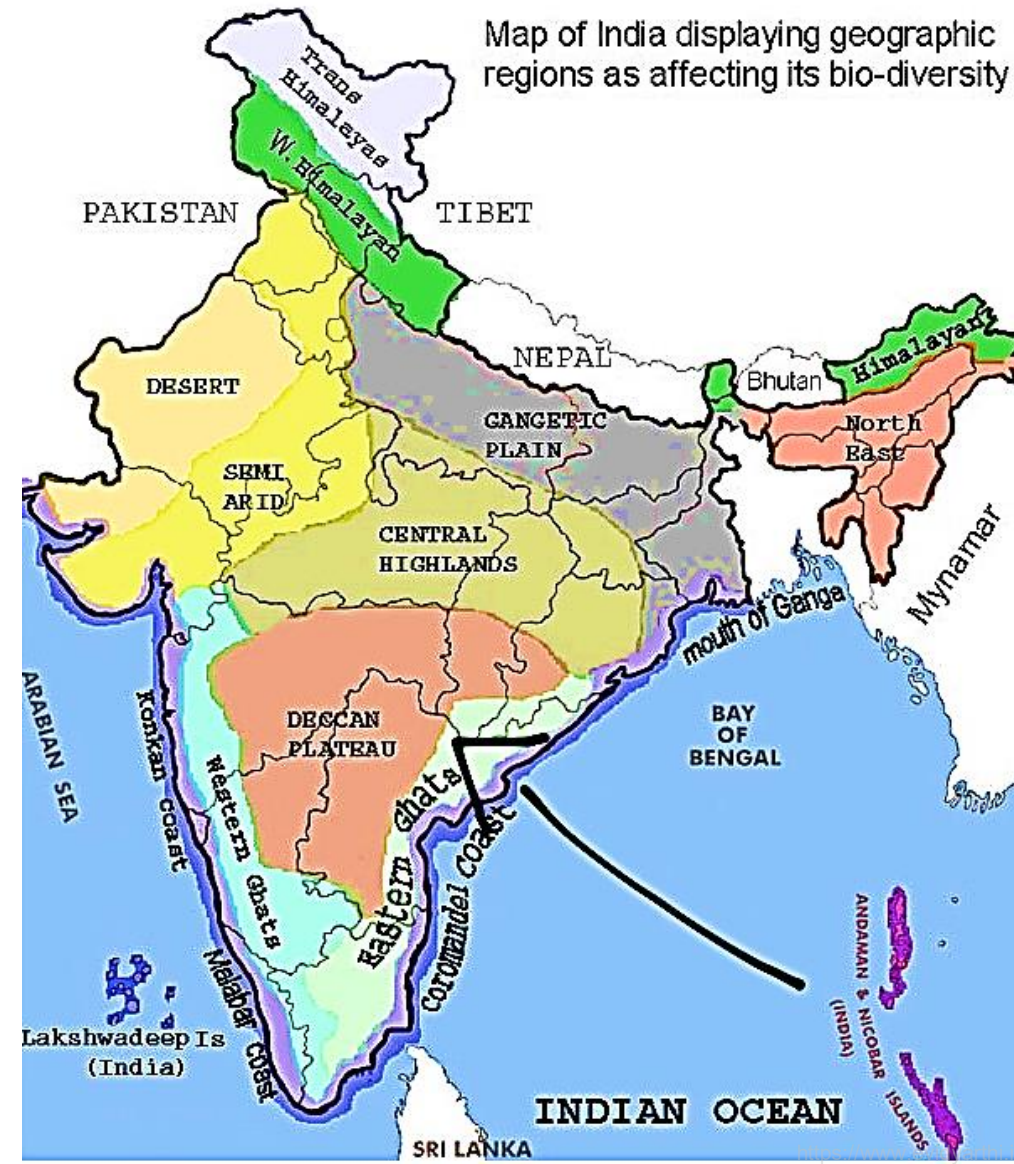 Map of India displaying geographic
regions as affecting its bio-diversity
Trans
Himalayas
W.Himalayan
PAKISTAN
TIBET
NEPAL
Bhutan
Himalayan
DESERT
GANGETIC
PLAIN
North
East
SEMI
ARID
CENTRAL
HIGHLANDS
Mynamar
mouth of Ganga
ARABIAN SEA
Konkan coast
Western Ghats
DECCAN
PLATEAU
Eastern Ghats
Coromandel Coast
BAY
OF
BENGAL
Malabar coast
Lakshwadeep Is
(India)
ANDAMAN & NICOBAR ISLANDS
(INDIA)
INDIAN OCEAN
SRI LANKA